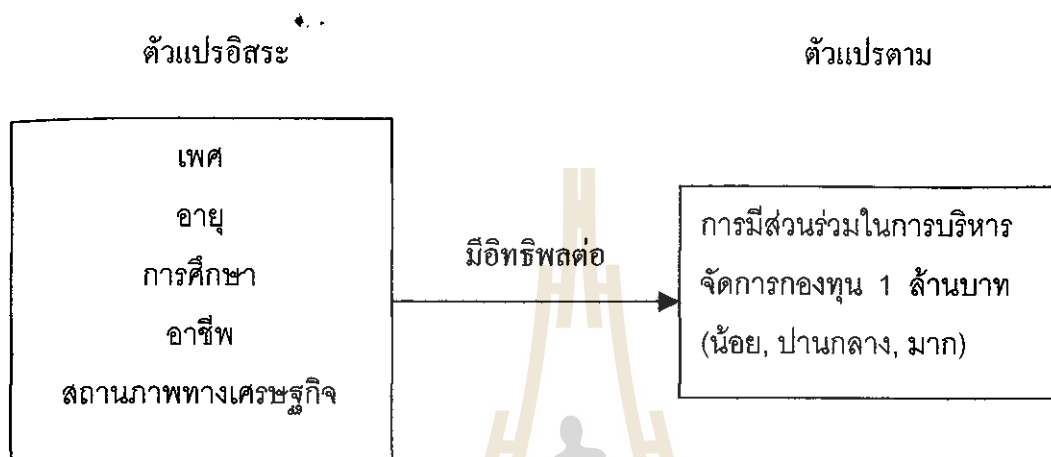 ตัวแปรอิสระ
ตัวแปรตาม
เพศ
อายุ
การศึกษา
อาชีพ
สถานภาพทางเศรษฐกิจ
มีอิทธิพลต่อ
การมีส่วนร่วมในการบริหาร
จัดการกองทุน 1 ล้านบาท
(น้อย, ปานกลาง, มาก)